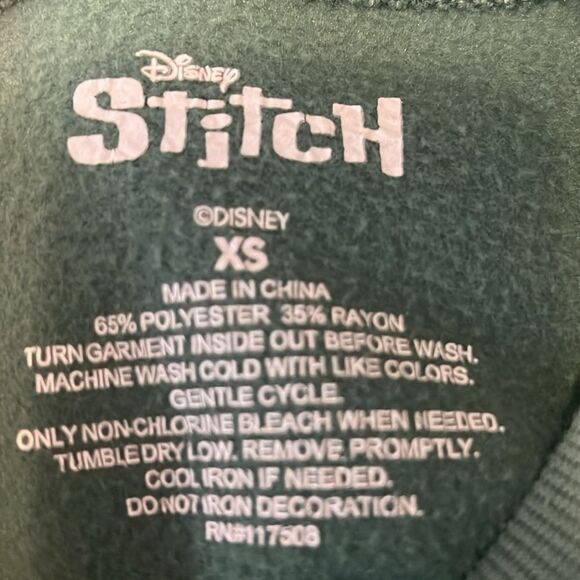 Disney
Stitch
©DISNEY
XS
MADE IN CHINA
65% POLYESTER 35% RAYON
TURN GARMENT INSIDE OUT BEFORE WASH.
MACHINE WASH COLD WITH LIKE COLORS.
GENTLE CYCLE.
ONLY NON-CHLORINE BLEACH WHEN NEEDED.
TUMBLE DRY LOW. REMOVE PROMPTLY.
COOL IRON IF NEEDED.
DO NOT IRON DECORATION.
RN#117508